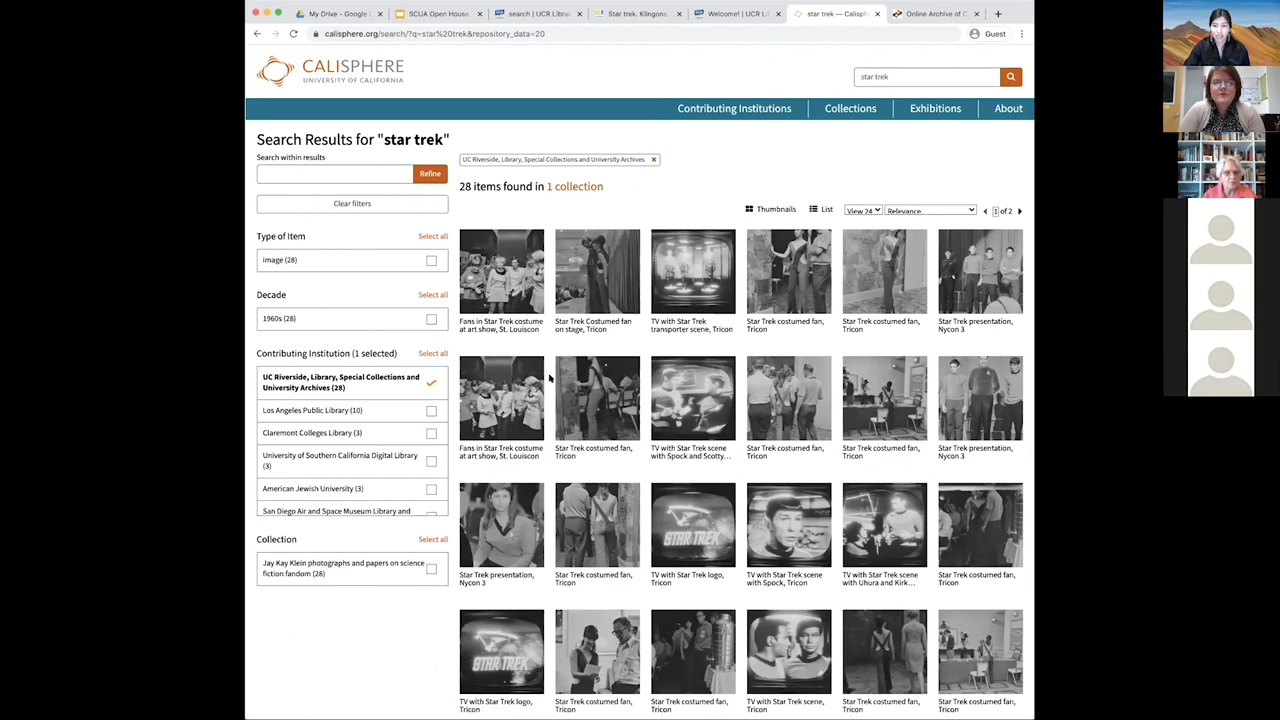 My Drive - Google
SCUA Open House
search | UCR Libra
Star trek. Klingons.
Welcome! | UCR Li
star trek — Calisph
Online Archive of C
calisphere.org/search/?q=star%20trek&repository_data=20
Guest
CALISPHERE
UNIVERSITY OF CALIFORNIA
star trek
Contributing Institutions
Collections
Exhibitions
About
Search Results for "star trek"
Search within results
Refine
Clear filters
Type of Item
Select all
image (28)
Decade
Select all
1960s (28)
Contributing Institution (1 selected)
Select all
UC Riverside, Library, Special Collections and
University Archives (28)
Los Angeles Public Library (10)
Claremont Colleges Library (3)
University of Southern California Digital Library
(3)
American Jewish University (3)
San Diego Air and Space Museum Library and
Collection
Select all
Jay Kay Klein photographs and papers on science
fiction fandom (28)
UC Riverside, Library, Special Collections and University Archives
28 items found in 1 collection
Thumbnails
List
View 24
Relevance
1 of 2
Fans in Star Trek costume
at art show, St. Louiscon
Star Trek Costumed fan
on stage, Tricon
TV with Star Trek
transporter scene, Tricon
Star Trek costumed fan,
Tricon
Star Trek costumed fan,
Tricon
Star Trek presentation,
Nycon 3
Fans in Star Trek costume
at art show, St. Louiscon
Star Trek costumed fan,
Tricon
TV with Star Trek scene
with Spock and Scotty…
Star Trek costumed fan,
Tricon
Star Trek costumed fan,
Tricon
Star Trek presentation,
Nycon 3
STAR TREK
Star Trek presentation,
Nycon 3
Star Trek costumed fan,
Tricon
TV with Star Trek logo,
Tricon
TV with Star Trek scene
with Spock, Tricon
TV with Star Trek scene
with Uhura and Kirk…
Star Trek costumed fan,
Tricon
STAR TREK
TV with Star Trek logo,
Tricon
Star Trek costumed fan,
Tricon
Star Trek costumed fan,
Tricon
TV with Star Trek scene,
Tricon
Star Trek costumed fan,
Tricon
Star Trek costumed fan,
Tricon